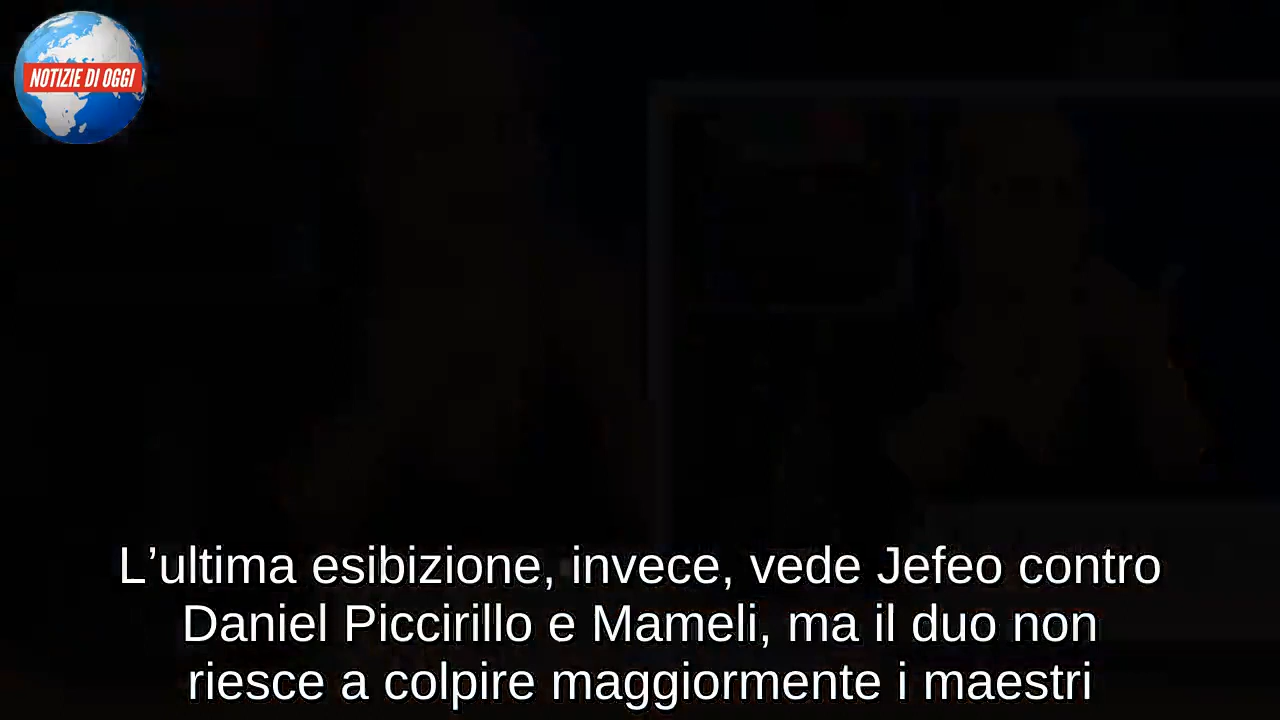 NOTIZIE DI OGGI
L’ultima esibizione, invece, vede Jefeo contro
Daniel Piccirillo e Mameli, ma il duo non
riesce a colpire maggiormente i maestri